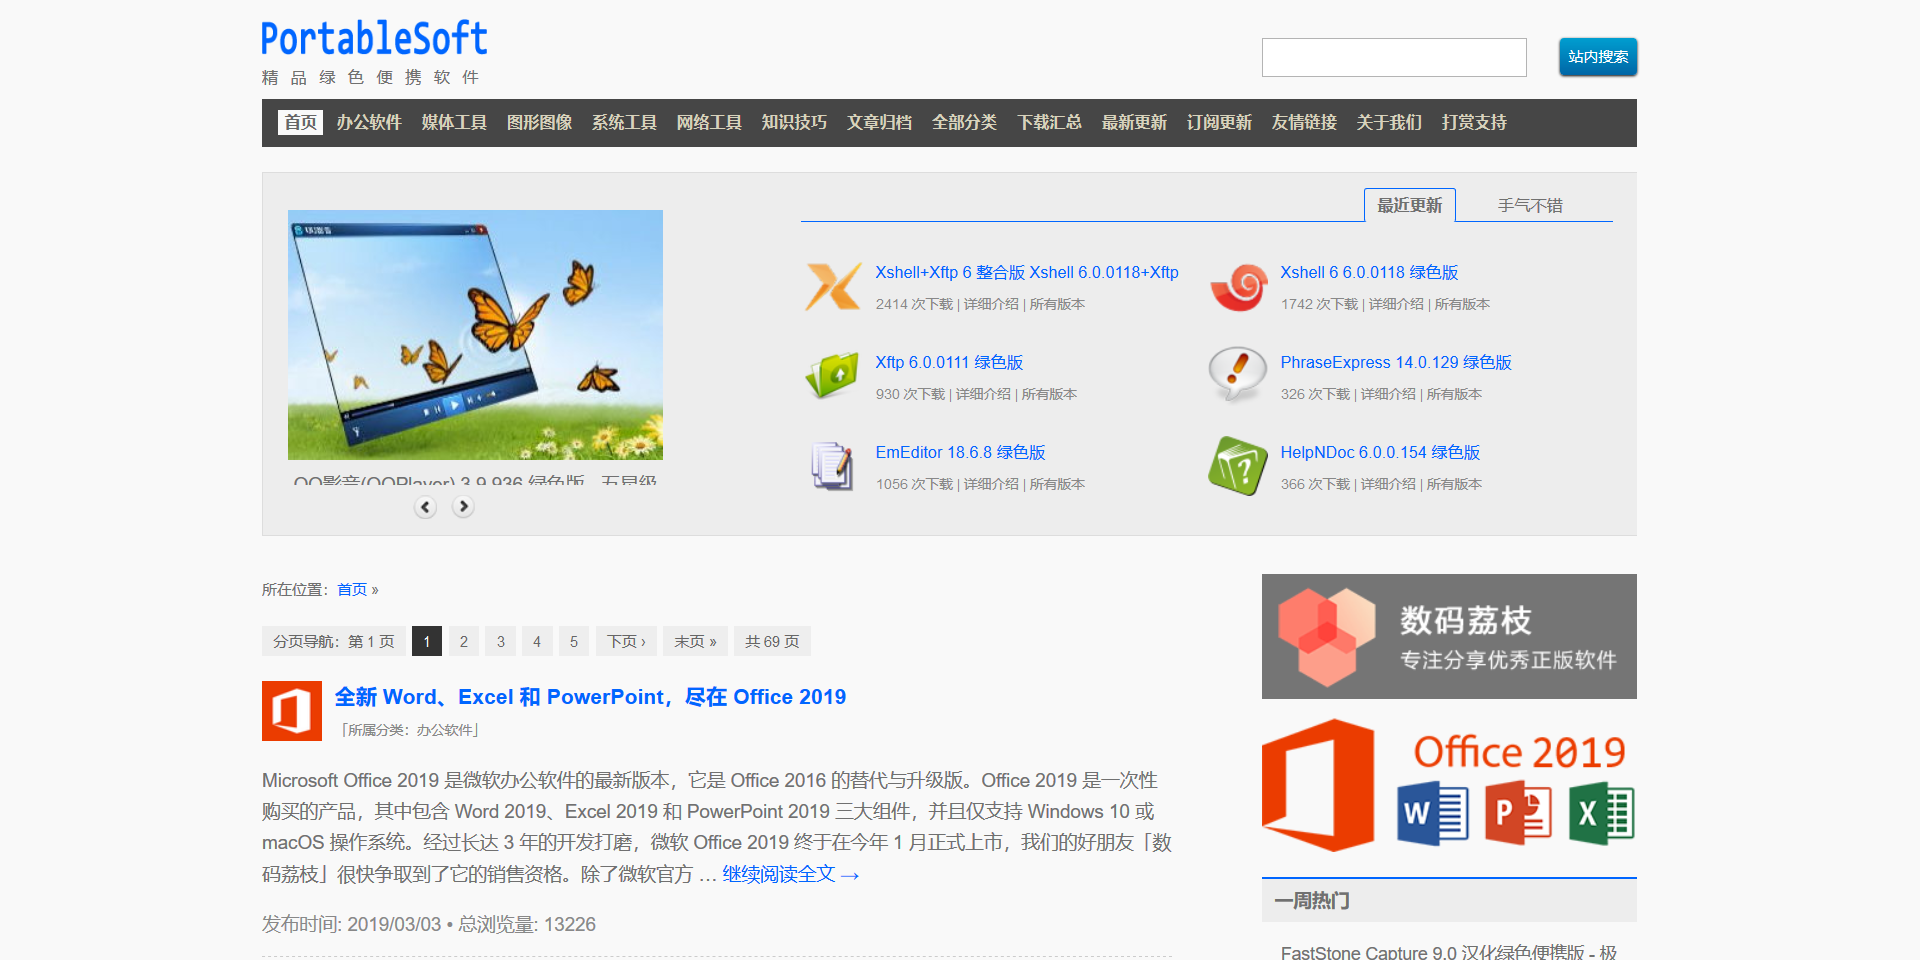 PortableSoft
精品绿色便携软件
站内搜索
首页 办公软件 媒体工具 图形图像 系统工具 网络工具 知识技巧 文章归档 全部分类 下载汇总 最新更新 订阅更新 友情链接 关于我们 打赏支持
最近更新 手气不错
QQ影音(QQPlayer) 3.9.936 绿色版 - 五星级
Xshell+Xftp 6 整合版 Xshell 6.0.0118+Xftp
2414 次下载 | 详细介绍 | 所有版本
Xshell 6 6.0.0118 绿色版
1742 次下载 | 详细介绍 | 所有版本
Xftp 6.0.0111 绿色版
930 次下载 | 详细介绍 | 所有版本
PhraseExpress 14.0.129 绿色版
326 次下载 | 详细介绍 | 所有版本
EmEditor 18.6.8 绿色版
1056 次下载 | 详细介绍 | 所有版本
HelpNDoc 6.0.0.154 绿色版
366 次下载 | 详细介绍 | 所有版本
所在位置：首页 »
分页导航：第 1 页 1 2 3 4 5 下页 › 末页 » 共 69 页
全新 Word、Excel 和 PowerPoint，尽在 Office 2019
「所属分类：办公软件」
Microsoft Office 2019 是微软办公软件的最新版本，它是 Office 2016 的替代与升级版。Office 2019 是一次性
购买的产品，其中包含 Word 2019、Excel 2019 和 PowerPoint 2019 三大组件，并且仅支持 Windows 10 或
macOS 操作系统。经过长达 3 年的开发打磨，微软 Office 2019 终于在今年 1 月正式上市，我们的好朋友「数
码荔枝」很快争取到了它的销售资格。除了微软官方 … 继续阅读全文 →
发布时间: 2019/03/03 • 总浏览量: 13226
数码荔枝
专注分享优秀正版软件
Office 2019
W P X
一周热门
FastStone Capture 9.0 汉化绿色便携版 - 极